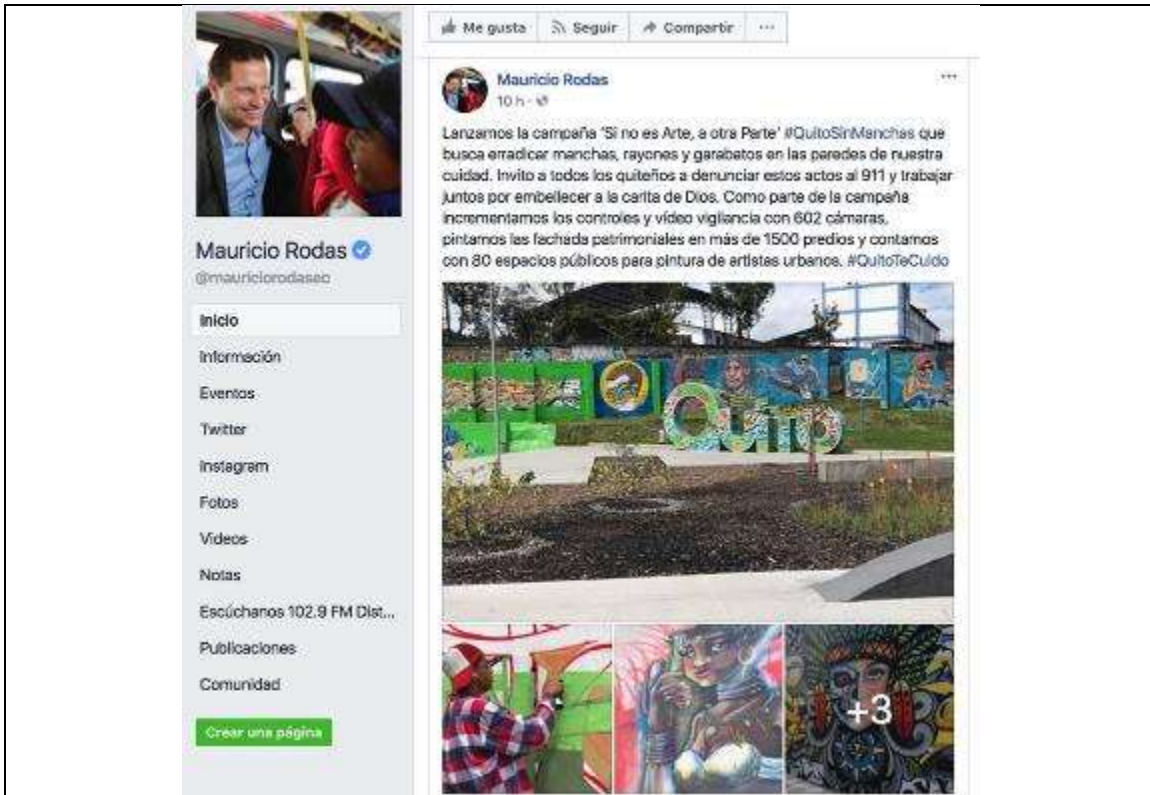 Me gusta Seguir Compartir ...
Mauricio Rodas
10 h
Lanzamos la campaña 'Si no es Arte, a otra Parte' #QuitoSinManchas que
busca erradicar manchas, rayones y garabatos en las paredes de nuestra
cuidad. Invito a todos los quiteños a denunciar estos actos al 911 y trabajar
juntos por embellecer a la carita de Dios. Como parte de la campaña
incrementamos los controles y vídeo vigilancia con 602 cámaras,
pintamos las fachada patrimoniales en más de 1500 predios y contamos
con 80 espacios públicos para pintura de artistas urbanos. #QuitoTeCuido
Quito
+3
Mauricio Rodas
@mauriciorodasec
Inicio
Información
Eventos
Twitter
Instagram
Fotos
Videos
Notas
Escúchanos 102.9 FM Dist...
Publicaciones
Comunidad
Crear una página